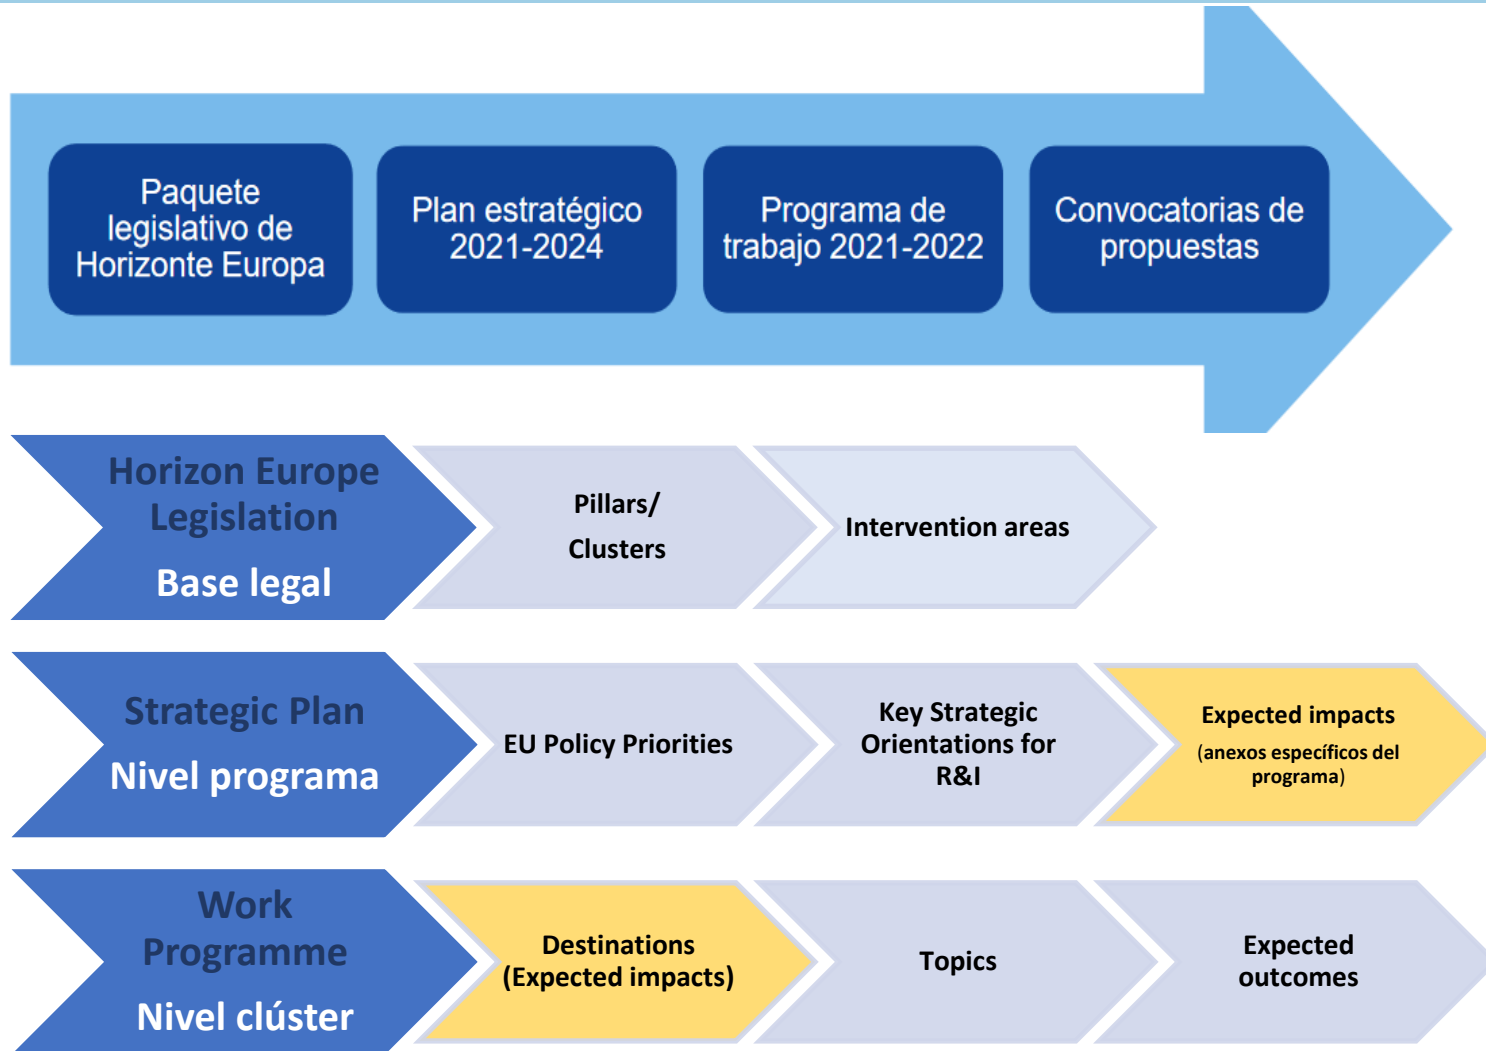 Paquete
legislativo de
Horizonte Europa
Plan estratégico
2021-2024
Programa de
trabajo 2021-2022
Convocatorias de
propuestas
Horizon Europe
Legislation
Base legal
Pillars/
Clusters
Intervention areas
Strategic Plan
Nivel programa
EU Policy Priorities
Key Strategic
Orientations for
R&I
Expected impacts
(anexos específicos del
programa)
Work
Programme
Nivel clúster
Destinations
(Expected impacts)
Topics
Expected
outcomes